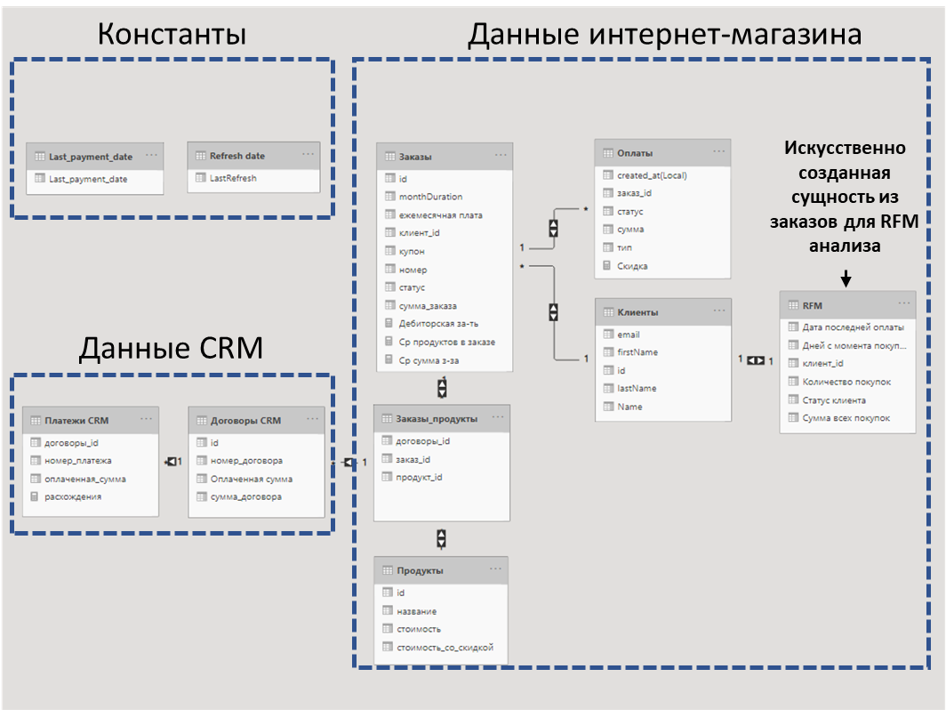 Константы
Last_payment_date
Last_payment_date
Refresh date
LastRefresh
Данные интернет-магазина
Заказы
id
monthDuration
ежемесячная плата
клиент_id
купон
номер
статус
сумма_заказа
Дебиторская за-ть
Ср продуктов в заказе
Ср сумма з-за
1
*
Оплаты
created_at(Local)
заказ_id
статус
сумма
тип
Скидка
*
1
Клиенты
email
firstName
id
lastName
Name
1
1
Искусственно
созданная
сущность из
заказов для RFM
анализа
RFM
Дата последней оплаты
Дней с момента покуп...
клиент_id
Количество покупок
Статус клиента
Сумма всех покупок
Данные CRM
Платежи CRM
договоры_id
номер_платежа
оплаченная_сумма
расхождения
1
Договоры CRM
id
номер_договора
Оплаченная сумма
сумма_договора
1
1
Заказы_продукты
договоры_id
заказ_id
продукт_id
Продукты
id
название
стоимость
стоимость_со_скидкой